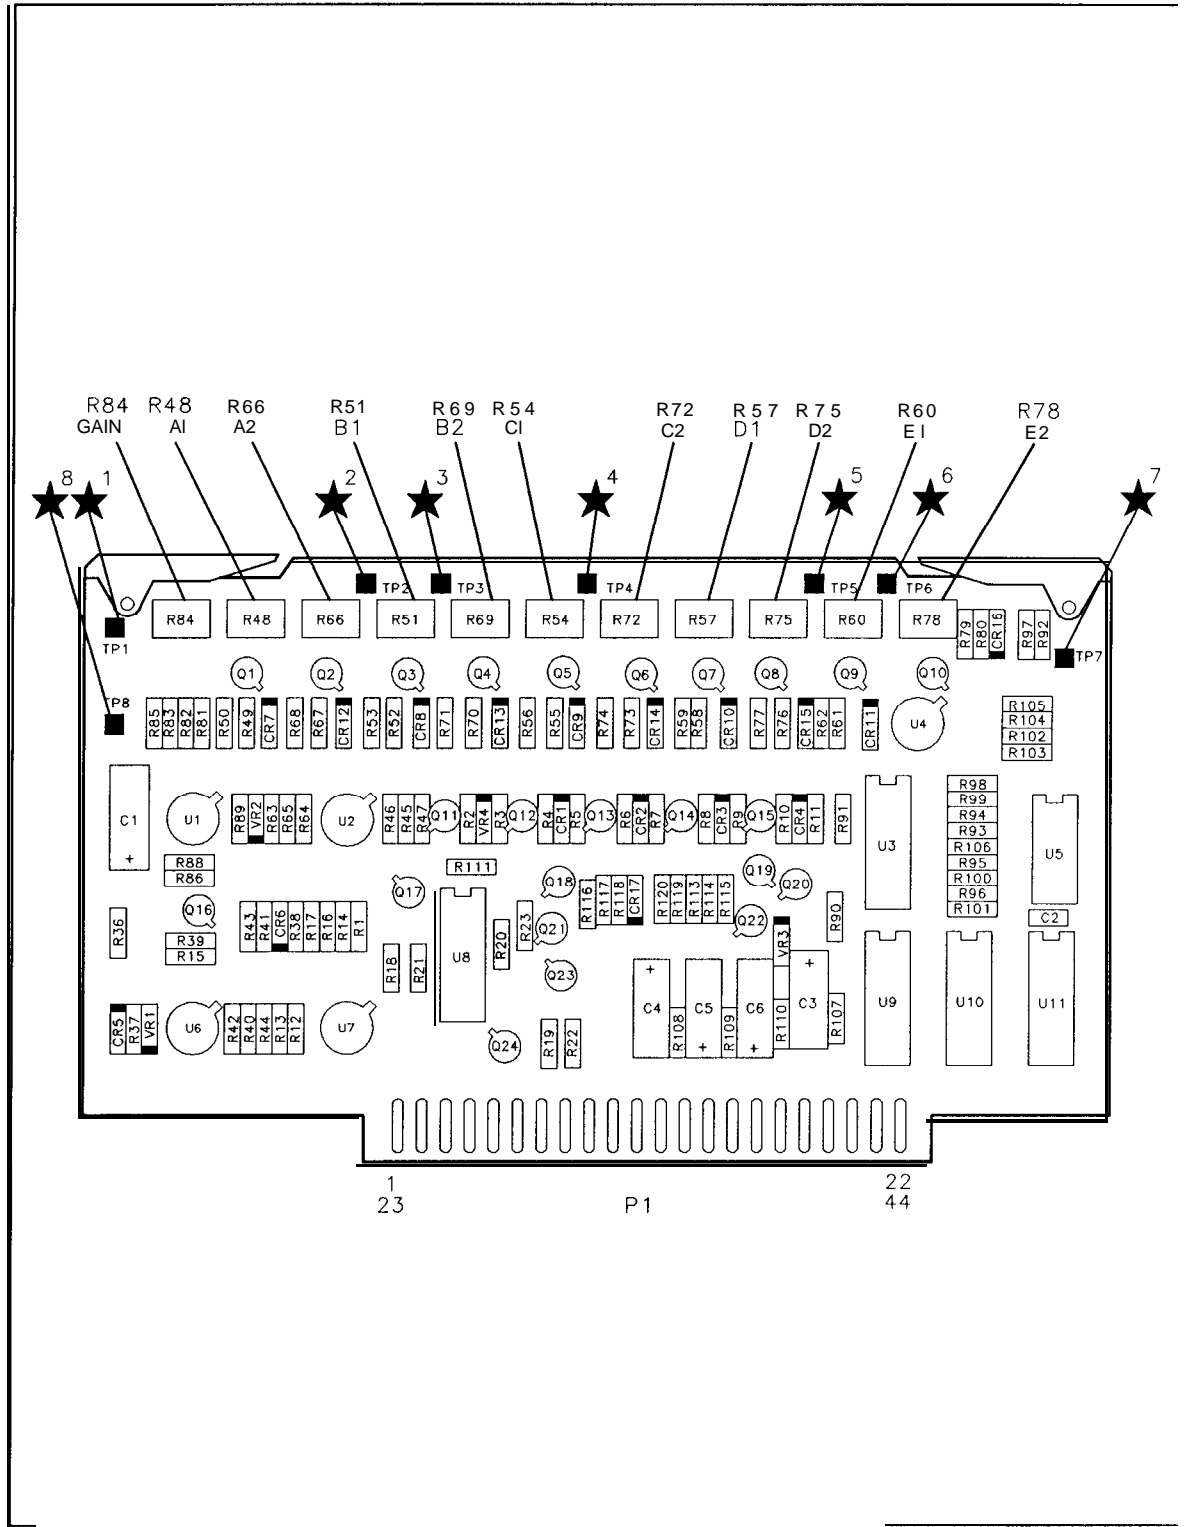 R84 R48 R66 R51 R69 R54 R72 R57 R75 R60 R78
GAIN AI A2 B1 B2 CI C2 D1 D2 EI E2
8 1 2 3 4 5 6 7
TP2 TP3 TP4 TP5 TP6
R84 R48 R66 R51 R69 R54 R72 R57 R75 R60 R78 R79 R80 CR16 R97 R92
TP1 TP7
Q1 Q2 Q3 Q4 Q5 Q6 Q7 Q8 Q9 Q10
P8
R85 R83 R82 R81 R50 R49 CR7 R68 R67 CR12 R53 R52 CR8 R71 R70 CR13 R56 R55 CR9 R74 R73 CR14 R59 R58 CR10 R77 R76 CR15 R62 R61 CR11 U4
R105
R104
R102
R103
C1 + U1 R89 VR2 R63 R65 R64 U2 R46 R45 R47 Q11 R2 VR4 R3 Q12 R4 CR1 R5 Q13 R6 CR2 R7 Q14 R8 CR3 R9 Q15 R10 CR4 R11 R91 U3
R98
R99
R94
R93
R106
R95
R100
R96
R101
U5
C2
R88
R86
R111
Q16 Q17 Q18 Q19 Q20
R36 R43 R41 CR6 R38 R17 R16 R14 R1 R116 R117 R118 CR17 R120 R119 R113 R114 R115 R90
R39
R15
R18 R21 U8 R20 R23 Q21 Q22 VR3
Q23
CR5 R37 VR1 U6 R42 R40 R44 R13 R12 U7 Q24 R19 R22
+ C4 R108 C5 + R109 C6 + R110 + C3 R107 U9 U10 U11
1 22
23 P1 44